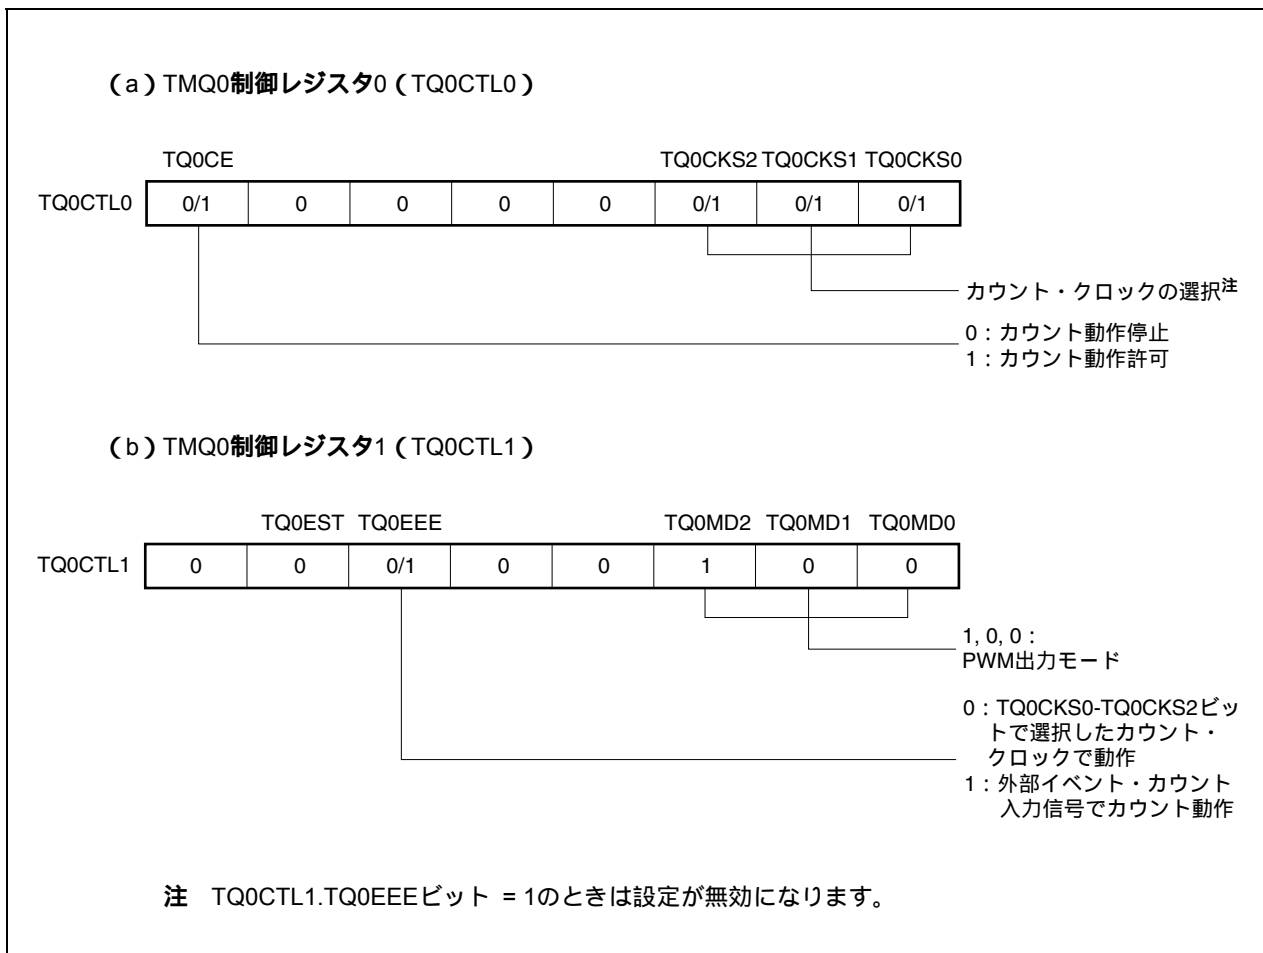 （a）TMQ0制御レジスタ0（TQ0CTL0）
TQ0CE TQ0CKS2 TQ0CKS1 TQ0CKS0
TQ0CTL0 0/1 0 0 0 0 0/1 0/1 0/1
カウント・クロックの選択注
0：カウント動作停止
1：カウント動作許可
（b）TMQ0制御レジスタ1（TQ0CTL1）
TQ0EST TQ0EEE TQ0MD2 TQ0MD1 TQ0MD0
TQ0CTL1 0 0 0/1 0 0 1 0 0
1, 0, 0：
PWM出力モード
0：TQ0CKS0-TQ0CKS2ビッ
トで選択したカウント・
クロックで動作
1：外部イベント・カウント
入力信号でカウント動作
注 TQ0CTL1.TQ0EEEビット = 1のときは設定が無効になります。